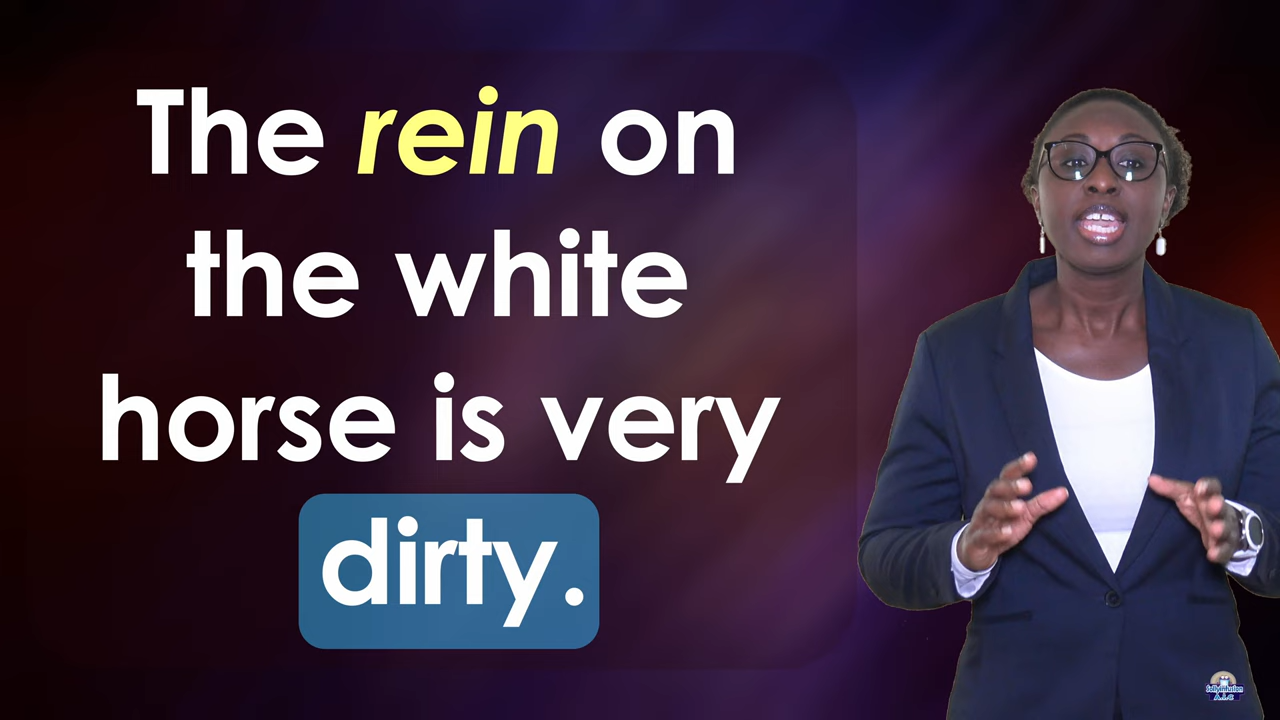 The rein on
the white
horse is very
dirty.